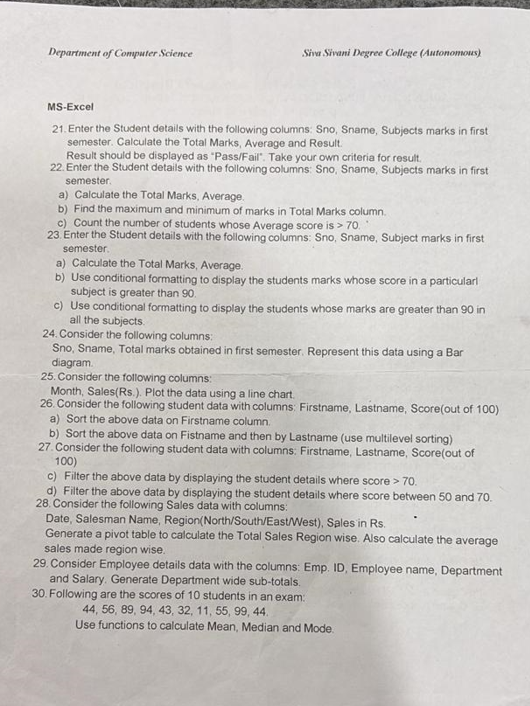 Department of Computer Science Siva Sivani Degree College (Autonomous)
MS-Excel
21. Enter the Student details with the following columns: Sno, Sname, Subjects marks in first
semester. Calculate the Total Marks, Average and Result.
Result should be displayed as "Pass/Fail". Take your own criteria for result.
22. Enter the Student details with the following columns: Sno, Sname, Subjects marks in first
semester.
a) Calculate the Total Marks, Average.
b) Find the maximum and minimum of marks in Total Marks column.
c) Count the number of students whose Average score is > 70.
23. Enter the Student details with the following columns: Sno, Sname, Subject marks in first
semester.
a) Calculate the Total Marks, Average.
b) Use conditional formatting to display the students marks whose score in a particularl
subject is greater than 90.
c) Use conditional formatting to display the students whose marks are greater than 90 in
all the subjects.
24. Consider the following columns:
Sno, Sname, Total marks obtained in first semester. Represent this data using a Bar
diagram.
25. Consider the following columns:
Month, Sales(Rs.). Plot the data using a line chart.
26. Consider the following student data with columns: Firstname, Lastname, Score(out of 100)
a) Sort the above data on Firstname column.
b) Sort the above data on Fistname and then by Lastname (use multilevel sorting)
27. Consider the following student data with columns: Firstname, Lastname, Score(out of
100)
c) Filter the above data by displaying the student details where score > 70.
d) Filter the above data by displaying the student details where score between 50 and 70.
28. Consider the following Sales data with columns:
Date, Salesman Name, Region(North/South/East/West), Sales in Rs.
Generate a pivot table to calculate the Total Sales Region wise. Also calculate the average
sales made region wise.
29. Consider Employee details data with the columns: Emp. ID, Employee name, Department
and Salary. Generate Department wide sub-totals.
30. Following are the scores of 10 students in an exam:
44, 56, 89, 94, 43, 32, 11, 55, 99, 44.
Use functions to calculate Mean, Median and Mode.